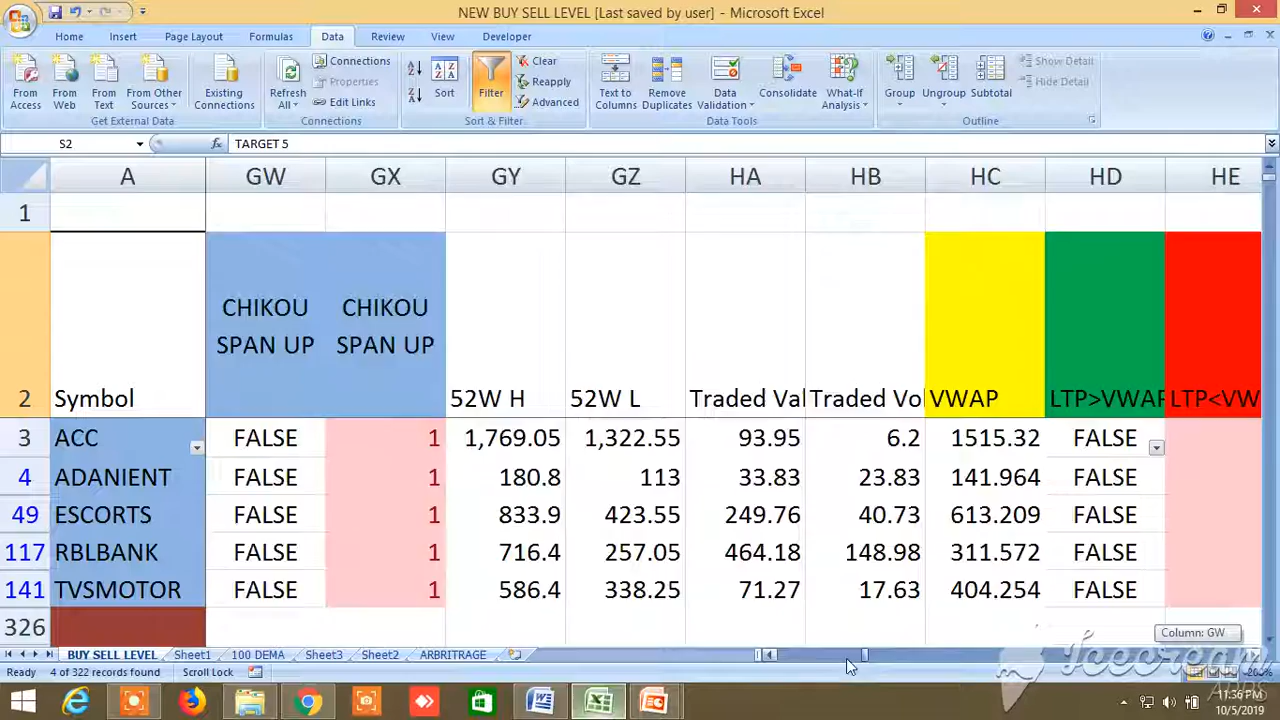 NEW BUY SELL LEVEL [Last saved by user] - Microsoft Excel
Home Insert Page Layout Formulas Data Review View Developer
From Access
From Web
From Text
From Other Sources
Existing Connections
Get External Data
Refresh All
Connections
Properties
Edit Links
Connections
Sort
Filter
Clear
Reapply
Advanced
Sort & Filter
Text to Columns
Remove Duplicates
Data Validation
Consolidate
What-If Analysis
Data Tools
Group
Ungroup
Subtotal
Show Detail
Hide Detail
Outline
S2 fx TARGET 5
A GW GX GY GZ HA HB HC HD HE
1
CHIKOU SPAN UP CHIKOU SPAN UP
2 Symbol 52W H 52W L Traded Val Traded Vo VWAP LTP>VWAP LTP<VW
3 ACC FALSE 1 1,769.05 1,322.55 93.95 6.2 1515.32 FALSE
4 ADANIENT FALSE 1 180.8 113 33.83 23.83 141.964 FALSE
49 ESCORTS FALSE 1 833.9 423.55 249.76 40.73 613.209 FALSE
117 RBLBANK FALSE 1 716.4 257.05 464.18 148.98 311.572 FALSE
141 TVSMOTOR FALSE 1 586.4 338.25 71.27 17.63 404.254 FALSE
326
Column: GW
BUY SELL LEVEL Sheet1 100 DEMA Sheet3 Sheet2 ARBRITRAGE
Ready 4 of 322 records found Scroll Lock 200%
Icecream
APPS
11:36 PM
10/5/2019